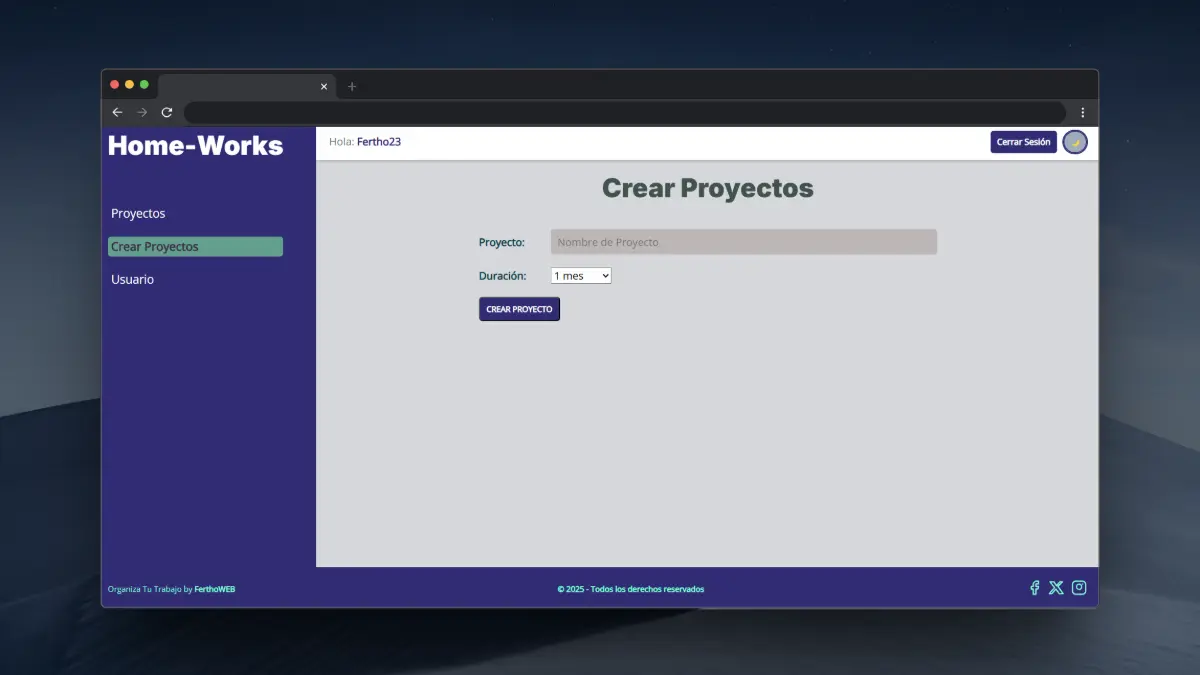 Home-Works
Hola: Fertho23
Cerrar Sesión
Proyectos
Crear Proyectos
Usuario
Crear Proyectos
Proyecto:
Nombre de Proyecto
Duración:
1 mes
CREAR PROYECTO
Organiza Tu Trabajo by FerthoWEB
© 2025 - Todos los derechos reservados